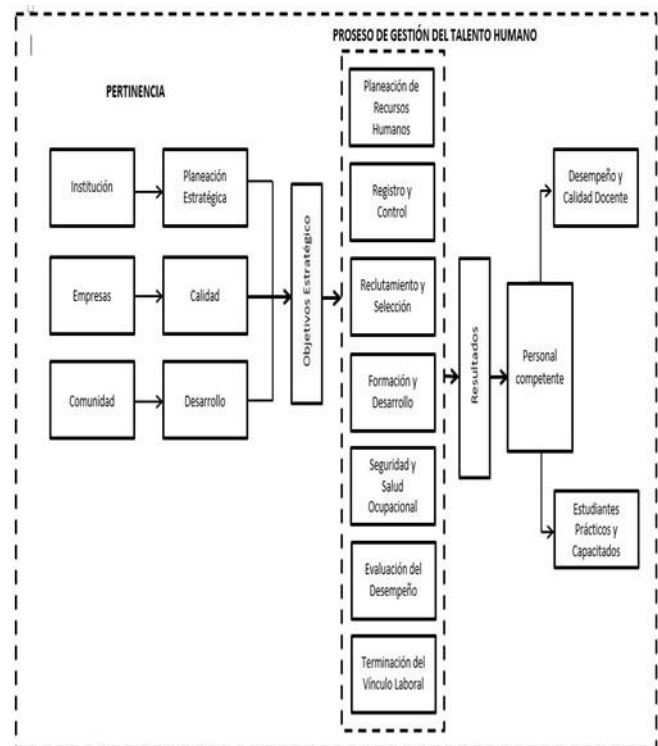 PROSESO DE GESTIÓN DEL TALENTO HUMANO
PERTINENCIA
Institución
Planeación
Estratégica
Empresas
Calidad
Comunidad
Desarrollo
Objetivos Estratégico
Planeación de
Recursos
Humanos
Registro y
Control
Reclutamiento y
Selección
Formación y
Desarrollo
Seguridad y
Salud
Ocupacional
Evaluación del
Desempeño
Terminación del
Vínculo Laboral
Resultados
Personal
competente
Desempeño y
Calidad Docente
Estudiantes
Prácticos y
Capacitados